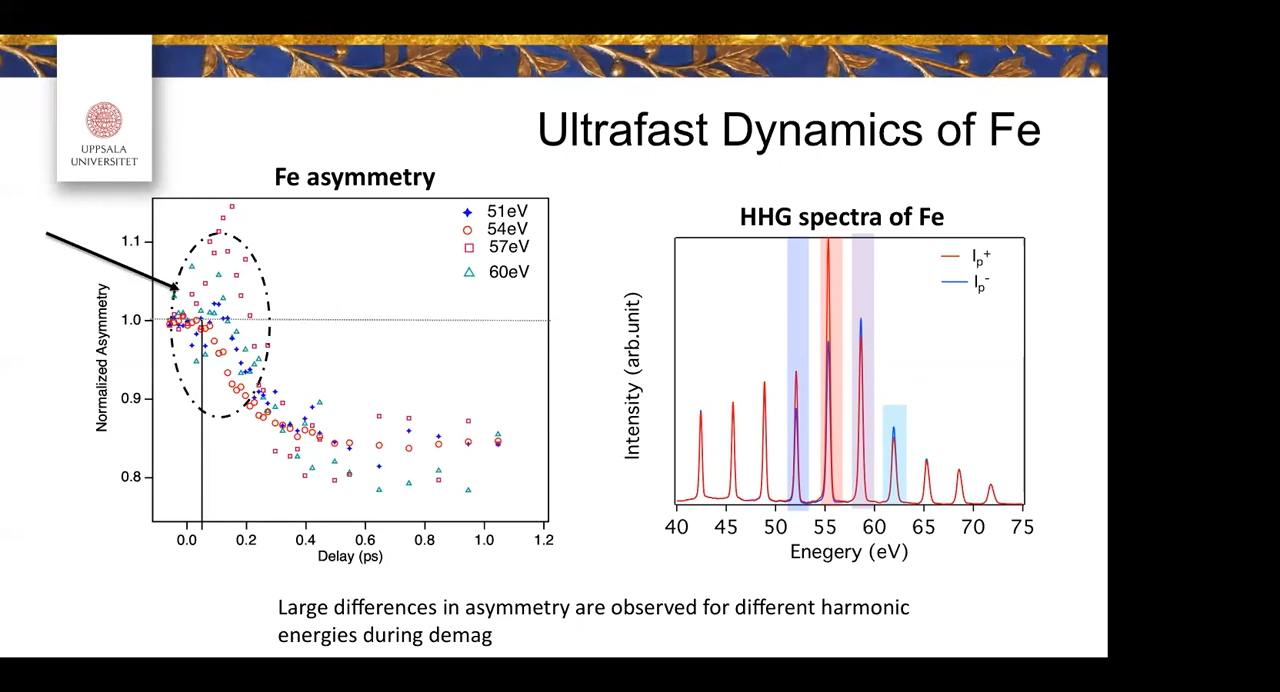 UPPSALA
UNIVERSITET
Ultrafast Dynamics of Fe
Fe asymmetry
51eV
54eV
57eV
60eV
1.1
1.0
0.9
0.8
Normalized Asymmetry
0.0 0.2 0.4 0.6 0.8 1.0 1.2
Delay (ps)
HHG spectra of Fe
Ip+
Ip-
Intensity (arb.unit)
40 45 50 55 60 65 70 75
Enegery (eV)
Large differences in asymmetry are observed for different harmonic
energies during demag